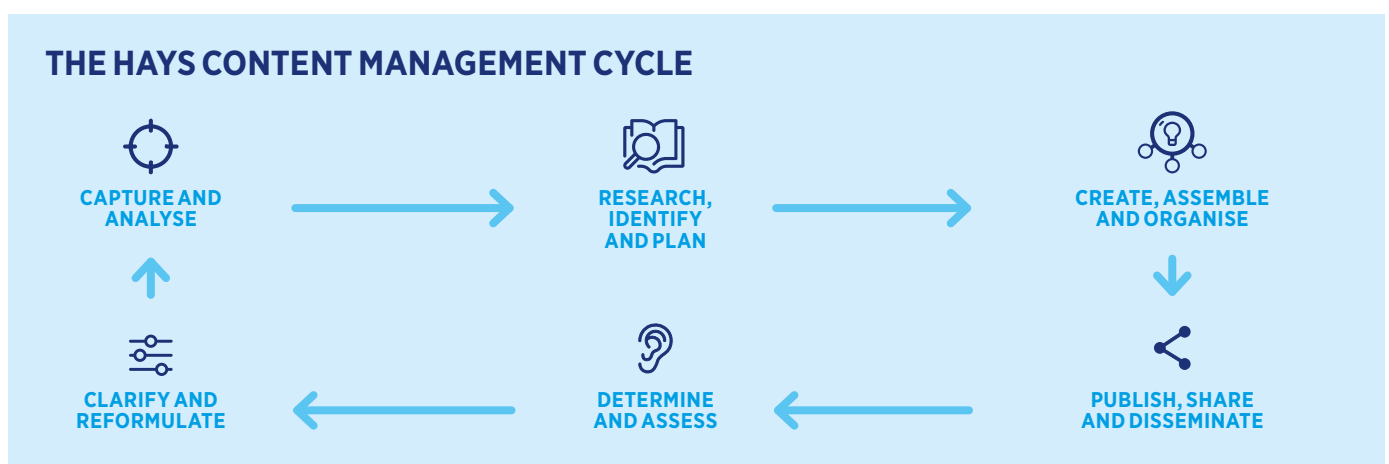 THE HAYS CONTENT MANAGEMENT CYCLE
CAPTURE AND
ANALYSE
RESEARCH,
IDENTIFY
AND PLAN
CREATE, ASSEMBLE
AND ORGANISE
CLARIFY AND
REFORMULATE
DETERMINE
AND ASSESS
PUBLISH, SHARE
AND DISSEMINATE